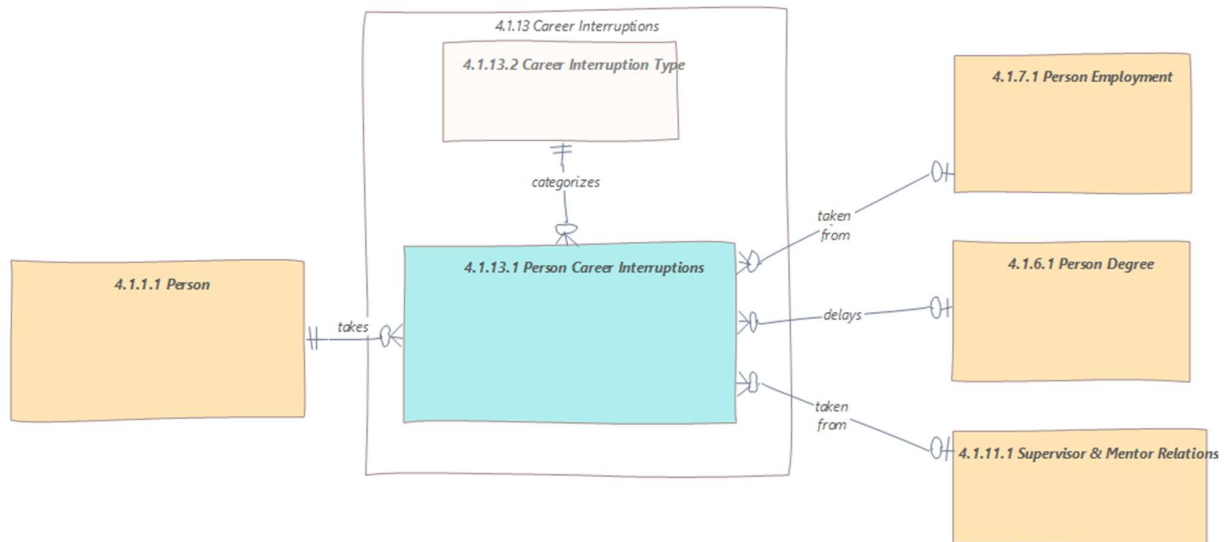 4.1.13 Career Interruptions
4.1.13.2 Career Interruption Type
categorizes
4.1.1.1 Person
takes
4.1.13.1 Person Career Interruptions
taken
from
4.1.7.1 Person Employment
delays
4.1.6.1 Person Degree
taken
from
4.1.11.1 Supervisor & Mentor Relations